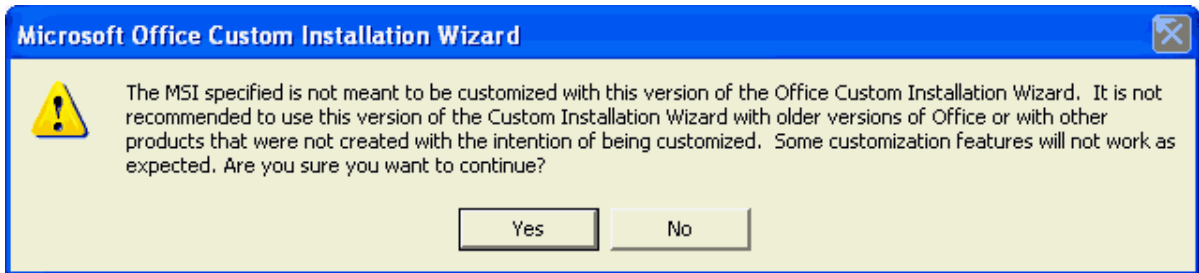 Microsoft Office Custom Installation Wizard
The MSI specified is not meant to be customized with this version of the Office Custom Installation Wizard.  It is not
recommended to use this version of the Custom Installation Wizard with older versions of Office or with other
products that were not created with the intention of being customized.  Some customization features will not work as
expected. Are you sure you want to continue?
Yes No